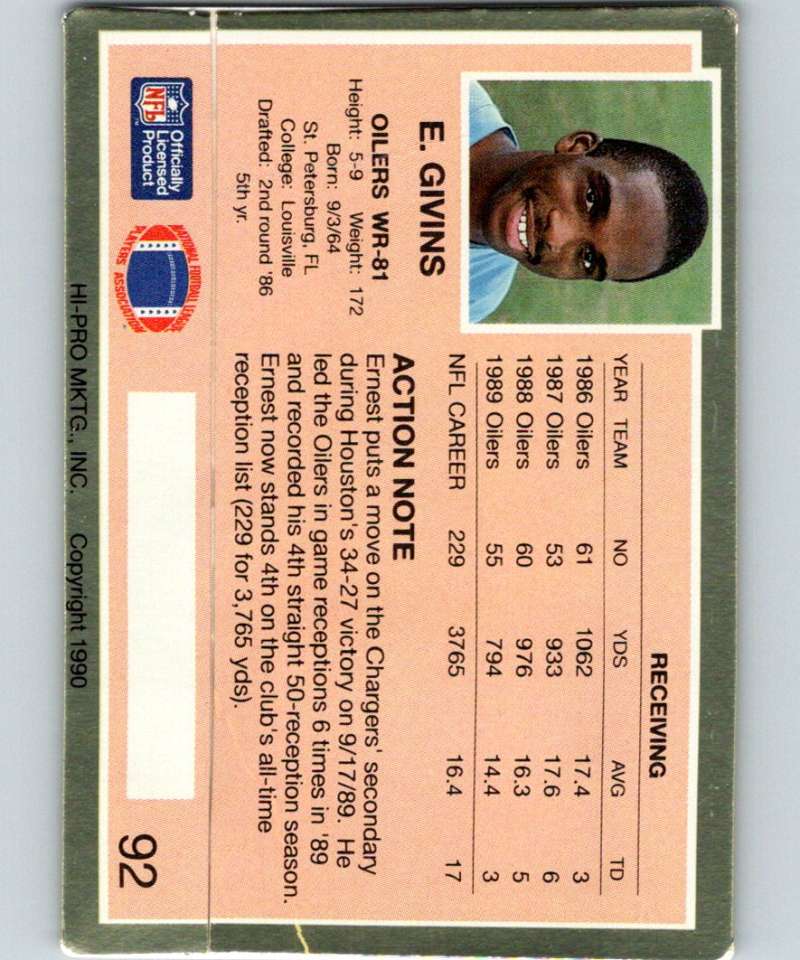 E. GIVINS
OILERS WR-81
Height: 5-9 Weight: 172
Born: 9/3/64
St. Petersburg, FL
College: Louisville
Drafted: 2nd round '86
5th yr.
NFL
TM
Officially
Licensed
Product
NATIONAL FOOTBALL LEAGUE
PLAYERS ASSOCIATION
RECEIVING
YEAR TEAM NO YDS AVG TD
1986 Oilers 61 1062 17.4 3
1987 Oilers 53 933 17.6 6
1988 Oilers 60 976 16.3 5
1989 Oilers 55 794 14.4 3
NFL CAREER 229 3765 16.4 17
ACTION NOTE
Ernest puts a move on the Chargers' secondary
during Houston's 34-27 victory on 9/17/89. He
led the Oilers in game receptions 6 times in '89
and recorded his 4th straight 50-reception season.
Ernest now stands 4th on the club's all-time
reception list (229 for 3,765 yds).
92
HI-PRO MKTG., INC. Copyright 1990